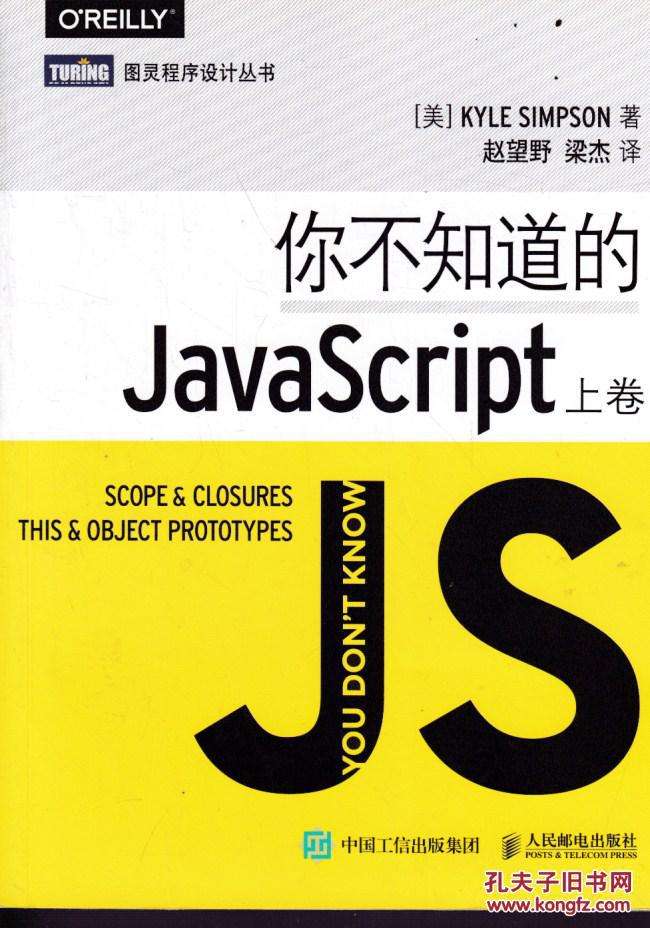 O'REILLY®
TURING 图灵程序设计丛书
[美] KYLE SIMPSON 著
赵望野 梁杰 译
你不知道的
JavaScript 上卷
SCOPE & CLOSURES
THIS & OBJECT PROTOTYPES
YOU DON'T KNOW
JS
中国工信出版集团
人民邮电出版社
POSTS & TELECOM PRESS
孔夫子旧书网
www.kongfz.com